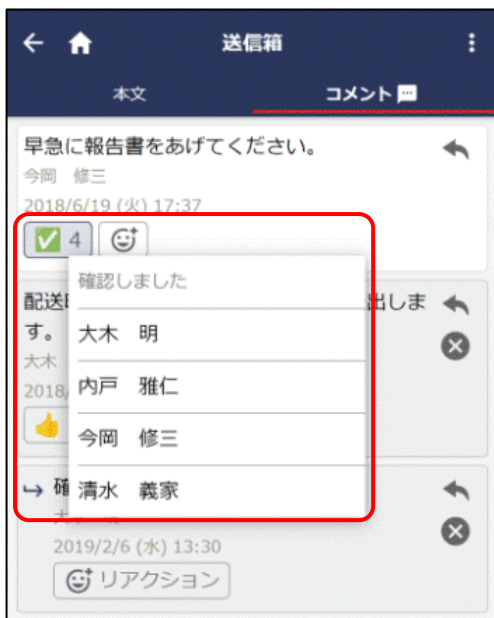 送信箱
本文
コメント
早急に報告書をあげてください。
今岡 修三
2018/6/19 (火) 17:37
4
確認しました
配送 出しま
す。
大木 明
大木
内戸 雅仁
2018/
今岡 修三
清水 義家
確
2019/2/6 (水) 13:30
リアクション